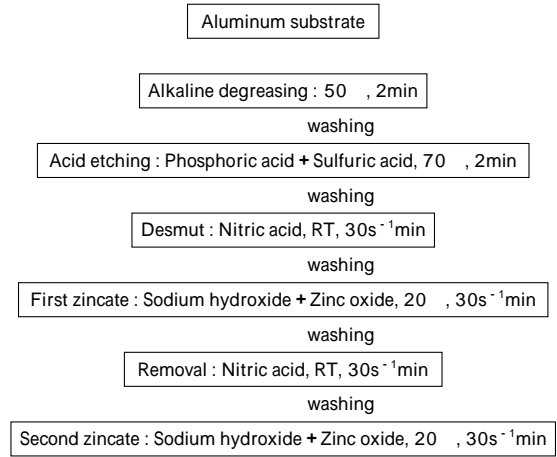 Aluminum substrate
Alkaline degreasing : 50 , 2min
washing
Acid etching : Phosphoric acid + Sulfuric acid, 70 , 2min
washing
Desmut : Nitric acid, RT, 30s⁻¹min
washing
First zincate : Sodium hydroxide + Zinc oxide, 20 , 30s⁻¹min
washing
Removal : Nitric acid, RT, 30s⁻¹min
washing
Second zincate : Sodium hydroxide + Zinc oxide, 20 , 30s⁻¹min